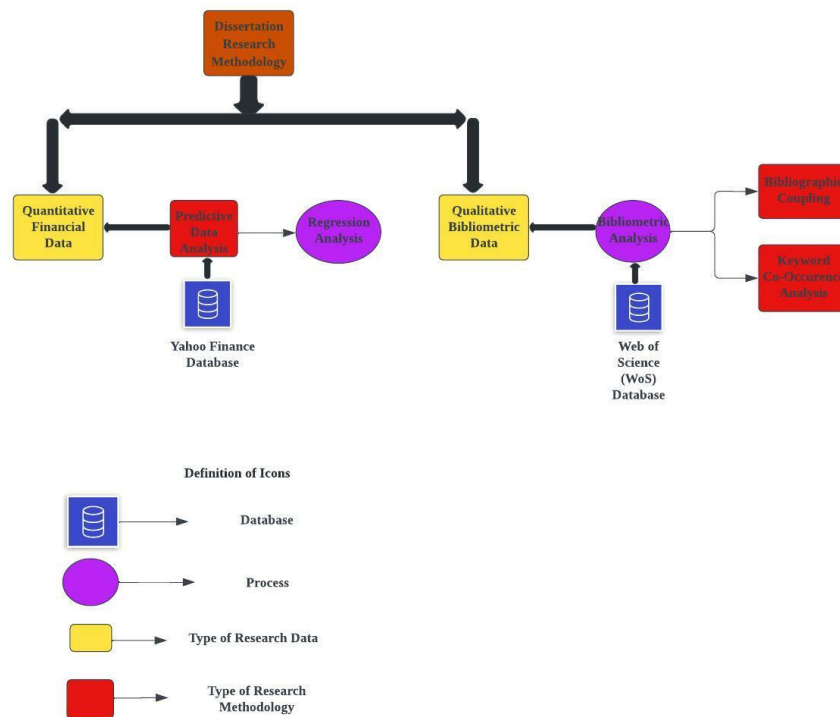 Dissertation
Research
Methodology
Quantitative
Financial
Data
Predictive
Data
Analysis
Regression
Analysis
Yahoo Finance
Database
Qualitative
Bibliometric
Data
Bibliometric
Analysis
Web of
Science
(WoS)
Database
Bibliographic
Coupling
Keyword
Co-Occurence
Analysis
Definition of Icons
Database
Process
Type of Research Data
Type of Research
Methodology